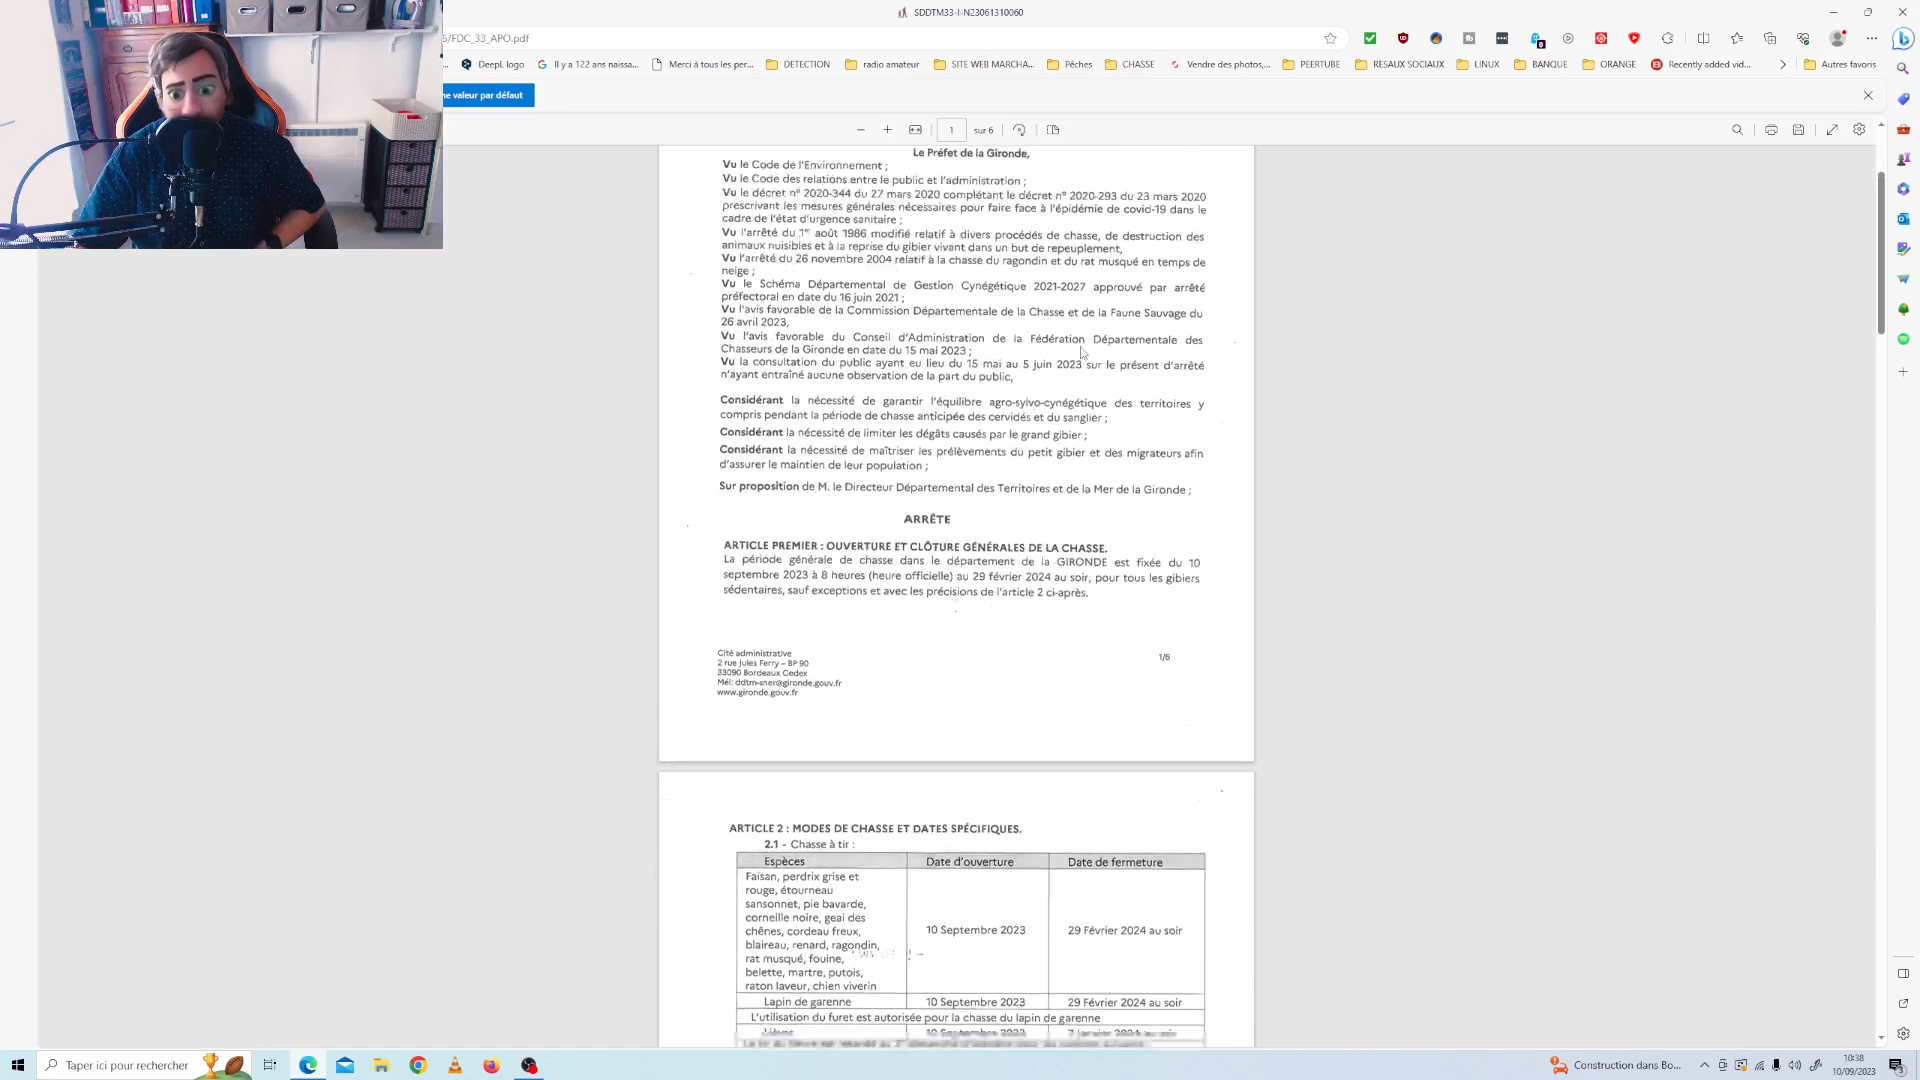 SDDTM33-I-N23061310060
5/FDC_33_APO.pdf
DeepL logo
Il y a 122 ans naissa...
Merci à tous les per...
DETECTION
radio amateur
SITE WEB MARCHA...
Pêches
CHASSE
Vendre des photos,...
PEERTUBE
RESAUX SOCIAUX
LINUX
BANQUE
ORANGE
Recently added vid...
Autres favoris
ne valeur par défaut
1 sur 6
Le Préfet de la Gironde,
Vu le Code de l'Environnement ;
Vu le Code des relations entre le public et l'administration ;
Vu le décret n° 2020-344 du 27 mars 2020 complétant le décret n° 2020-293 du 23 mars 2020
prescrivant les mesures générales nécessaires pour faire face à l'épidémie de covid-19 dans le
cadre de l'état d'urgence sanitaire ;
Vu l'arrêté du 1er août 1986 modifié relatif à divers procédés de chasse, de destruction des
animaux nuisibles et à la reprise du gibier vivant dans un but de repeuplement,
Vu l'arrêté du 26 novembre 2004 relatif à la chasse du ragondin et du rat musqué en temps de
neige ;
Vu le Schéma Départemental de Gestion Cynégétique 2021-2027 approuvé par arrêté
préfectoral en date du 16 juin 2021 ;
Vu l'avis favorable de la Commission Départementale de la Chasse et de la Faune Sauvage du
26 avril 2023,
Vu l'avis favorable du Conseil d'Administration de la Fédération Départementale des
Chasseurs de la Gironde en date du 15 mai 2023 ;
Vu la consultation du public ayant eu lieu du 15 mai au 5 juin 2023 sur le présent d'arrêté
n'ayant entraîné aucune observation de la part du public,
Considérant la nécessité de garantir l'équilibre agro-sylvo-cynégétique des territoires y
compris pendant la période de chasse anticipée des cervidés et du sanglier ;
Considérant la nécessité de limiter les dégâts causés par le grand gibier ;
Considérant la nécessité de maîtriser les prélèvements du petit gibier et des migrateurs afin
d'assurer le maintien de leur population ;
Sur proposition de M. le Directeur Départemental des Territoires et de la Mer de la Gironde ;
ARRÊTE
ARTICLE PREMIER : OUVERTURE ET CLÔTURE GÉNÉRALES DE LA CHASSE.
La période générale de chasse dans le département de la GIRONDE est fixée du 10
septembre 2023 à 8 heures (heure officielle) au 29 février 2024 au soir, pour tous les gibiers
sédentaires, sauf exceptions et avec les précisions de l'article 2 ci-après.
Cité administrative
2 rue Jules Ferry – BP 90
33090 Bordeaux Cedex
Mél: ddtm-sner@gironde.gouv.fr
www.gironde.gouv.fr
1/6
ARTICLE 2 : MODES DE CHASSE ET DATES SPÉCIFIQUES.
2.1 - Chasse à tir :
Espèces Date d'ouverture Date de fermeture
Faisan, perdrix grise et
rouge, étourneau
sansonnet, pie bavarde,
corneille noire, geai des
chênes, cordeau freux,
blaireau, renard, ragondin,
rat musqué, fouine,
belette, martre, putois,
raton laveur, chien viverin
10 Septembre 2023 29 Février 2024 au soir
Lapin de garenne 10 Septembre 2023 29 Février 2024 au soir
L'utilisation du furet est autorisée pour la chasse du lapin de garenne
Lièvre 10 Septembre 2023 7 janvier 2024 au soir
Taper ici pour rechercher
Construction dans Bo...
10:38
10/09/2023